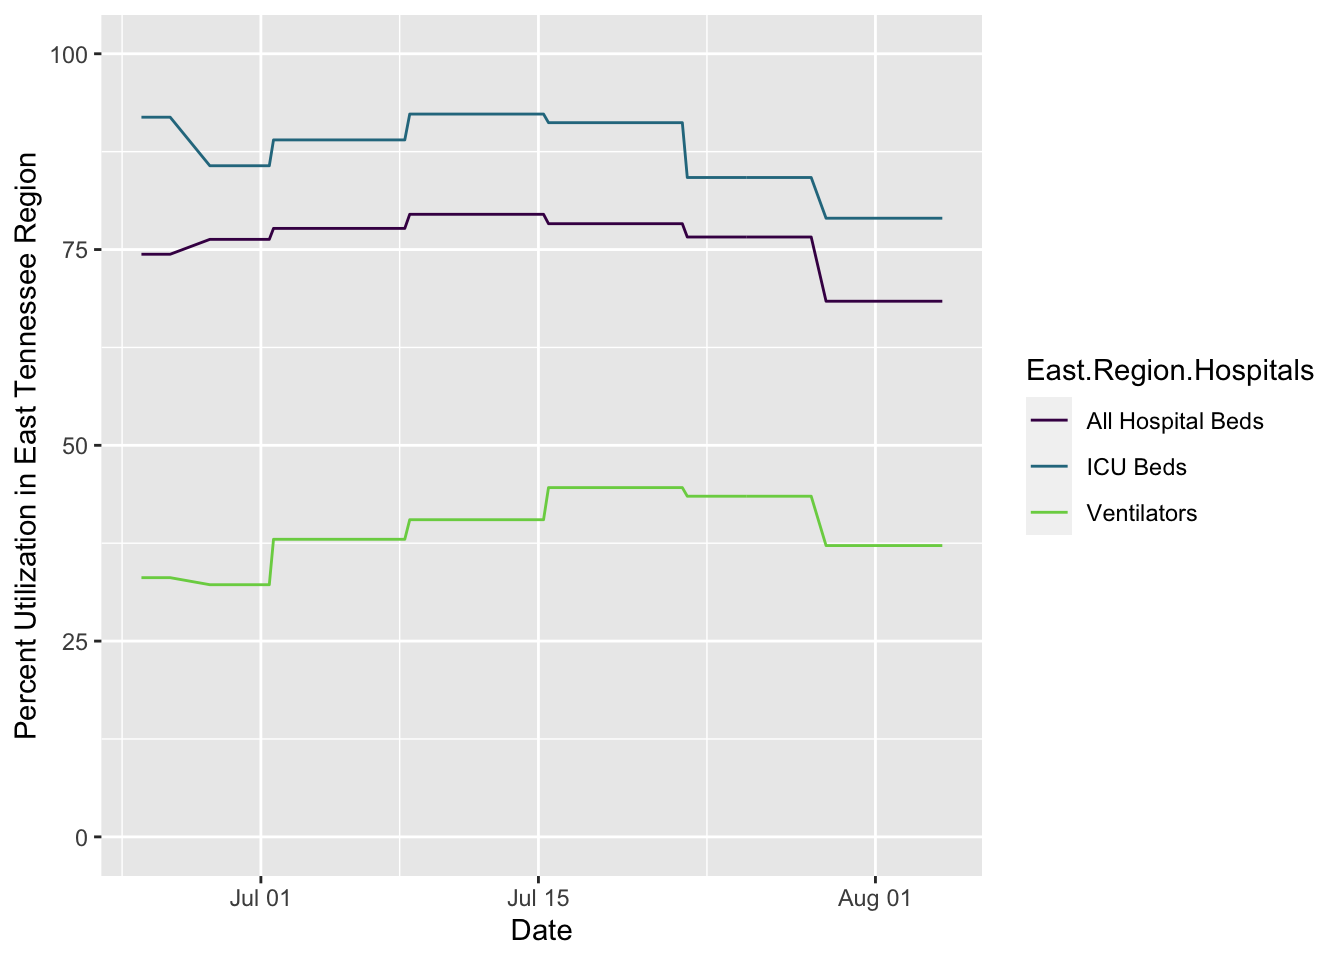 100
75
50
25
0
Percent Utilization in East Tennessee Region
Jul 01
Jul 15
Aug 01
Date
East.Region.Hospitals
All Hospital Beds
ICU Beds
Ventilators